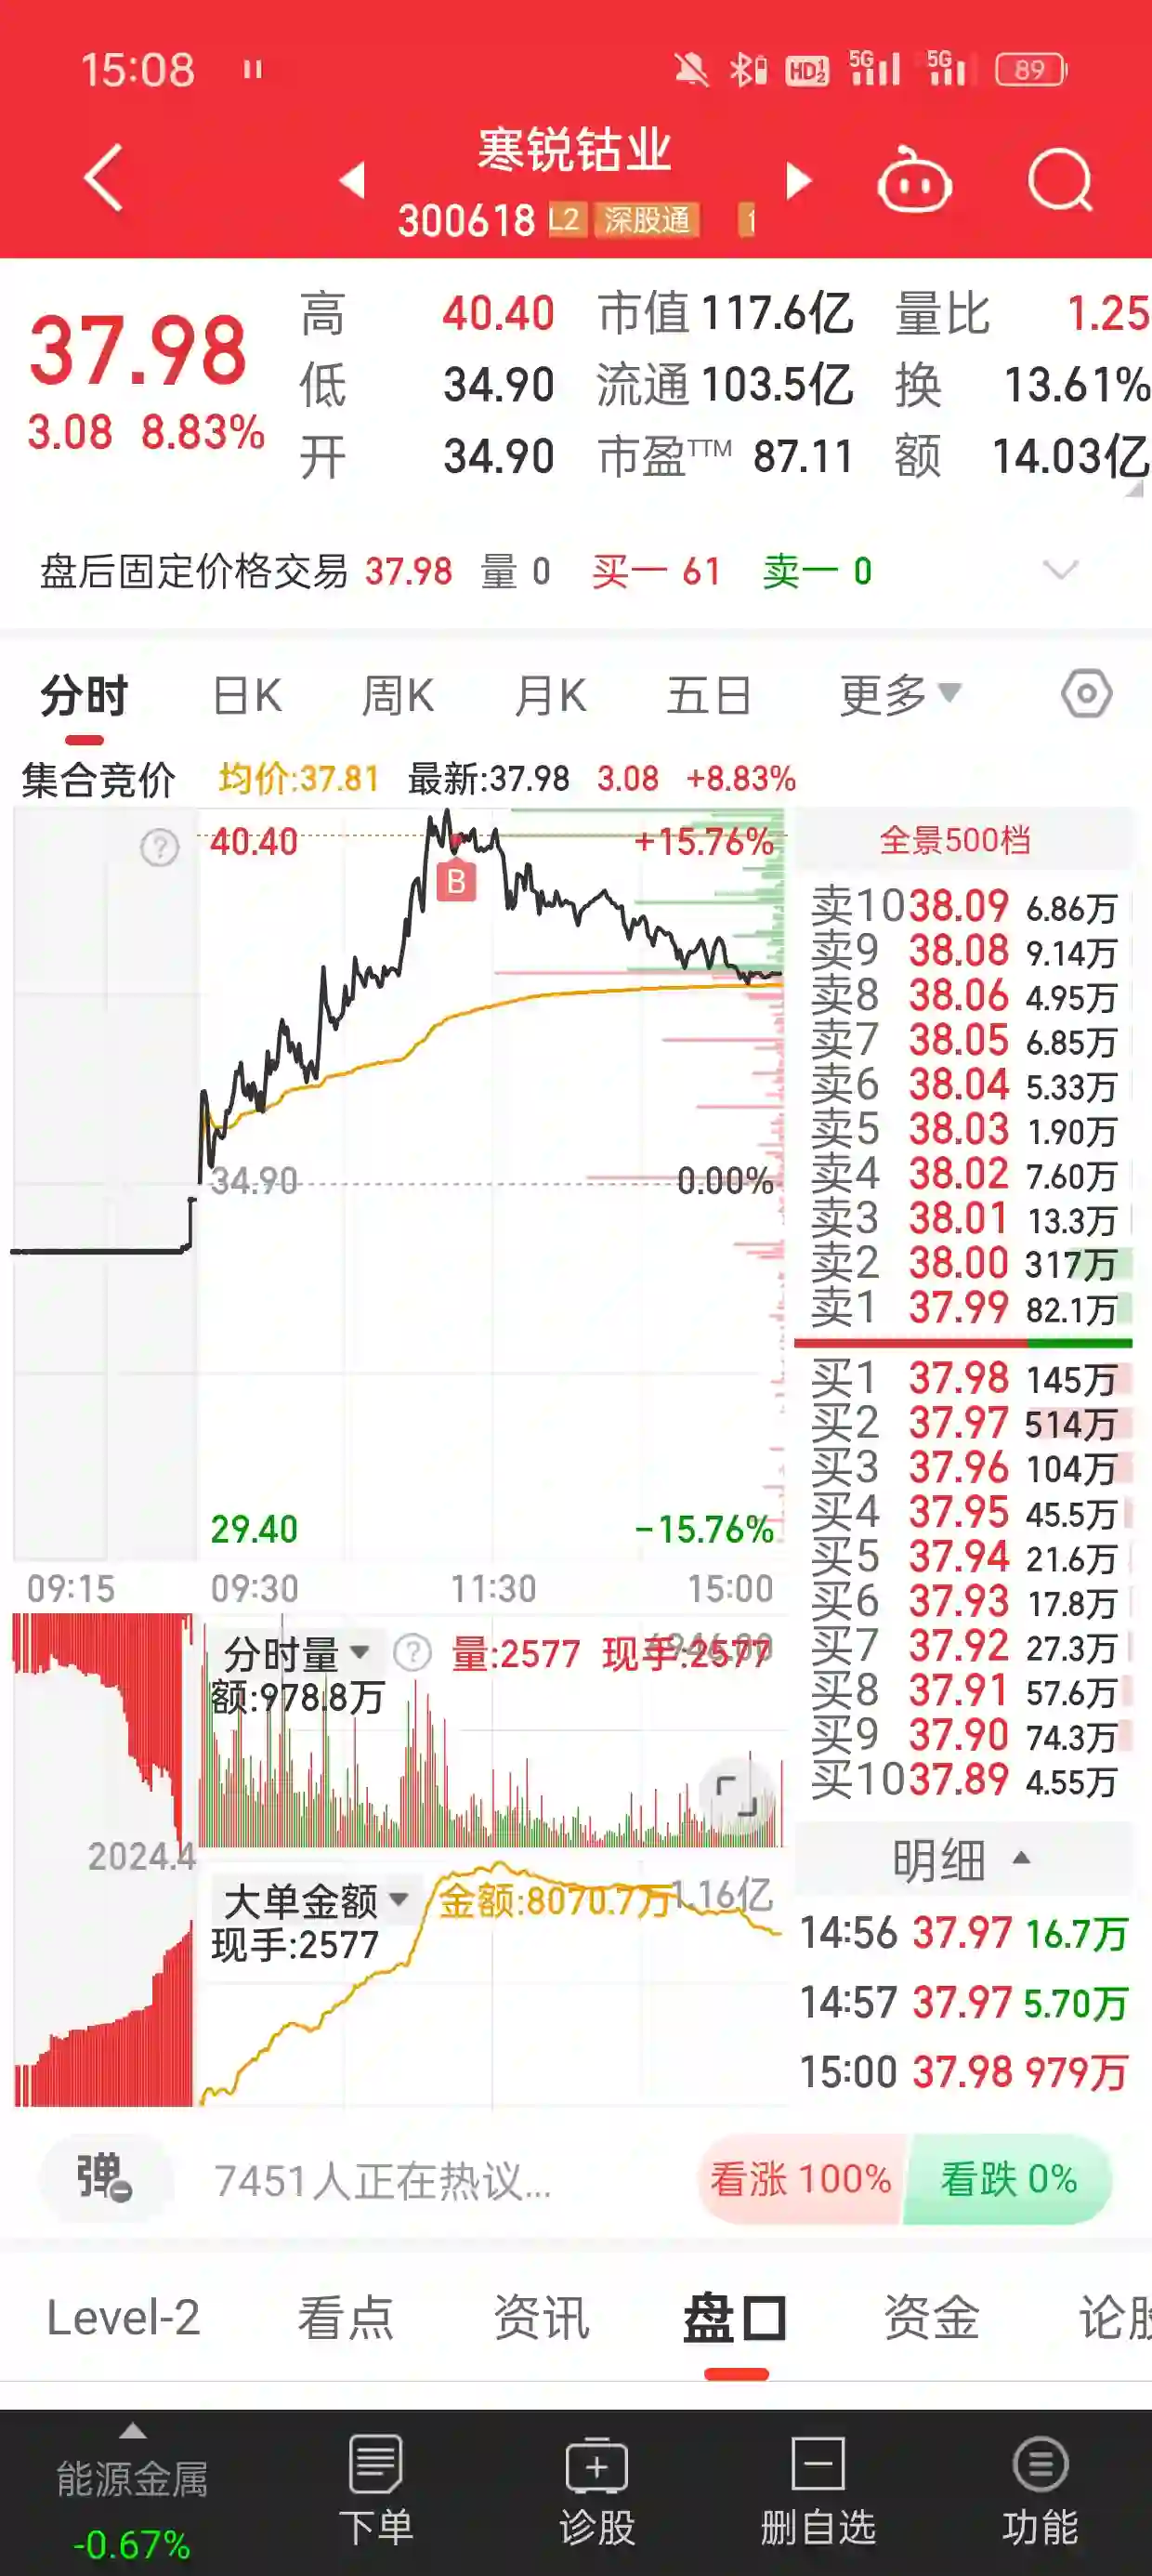 15:08
HD
5G
5G
89
寒锐钴业
300618 L2 深股通
37.98
3.08 8.83%
高 40.40 市值 117.6亿 量比 1.25
低 34.90 流通 103.5亿 换 13.61%
开 34.90 市盈TTM 87.11 额 14.03亿
盘后固定价格交易 37.98 量 0 买一 61 卖一 0
分时 日K 周K 月K 五日 更多
集合竞价 均价:37.81 最新:37.98 3.08 +8.83%
40.40 +15.76%
B
34.90 0.00%
29.40 -15.76%
09:15 09:30 11:30 15:00
全景500档
卖10 38.09 6.86万
卖9 38.08 9.14万
卖8 38.06 4.95万
卖7 38.05 6.85万
卖6 38.04 5.33万
卖5 38.03 1.90万
卖4 38.02 7.60万
卖3 38.01 13.3万
卖2 38.00 317万
卖1 37.99 82.1万
买1 37.98 145万
买2 37.97 514万
买3 37.96 104万
买4 37.95 45.5万
买5 37.94 21.6万
买6 37.93 17.8万
买7 37.92 27.3万
买8 37.91 57.6万
买9 37.90 74.3万
买10 37.89 4.55万
分时量 ? 量:2577 现手:2577
额:978.8万
2024.4
大单金额 金额:8070.7万 1.16亿
现手:2577
明细
14:56 37.97 16.7万
14:57 37.97 5.70万
15:00 37.98 979万
弹 7451人正在热议... 看涨 100% 看跌 0%
Level-2 看点 资讯 盘口 资金 论股
能源金属
-0.67%
下单 诊股 删自选 功能